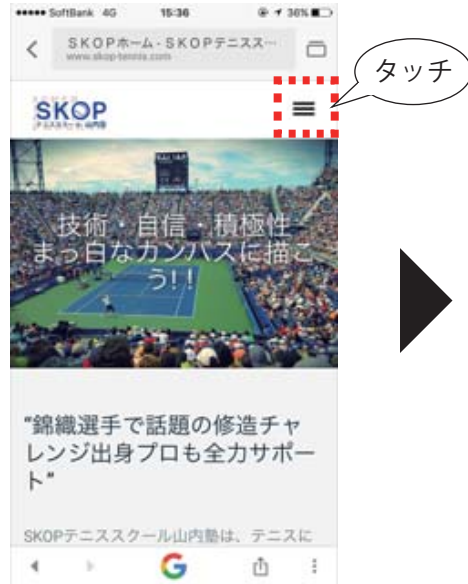 SoftBank 4G 15:36 36%
SKOPホーム - SKOPテニスス…
www.skop-tennis.com
タッチ
SKOP
技術・自信・積極性
まっ白なカンバスに描こ
う!!
“錦織選手で話題の修造チャ
レンジ出身プロも全力サポー
ト”
SKOPテニススクール山内塾は、テニスに
G